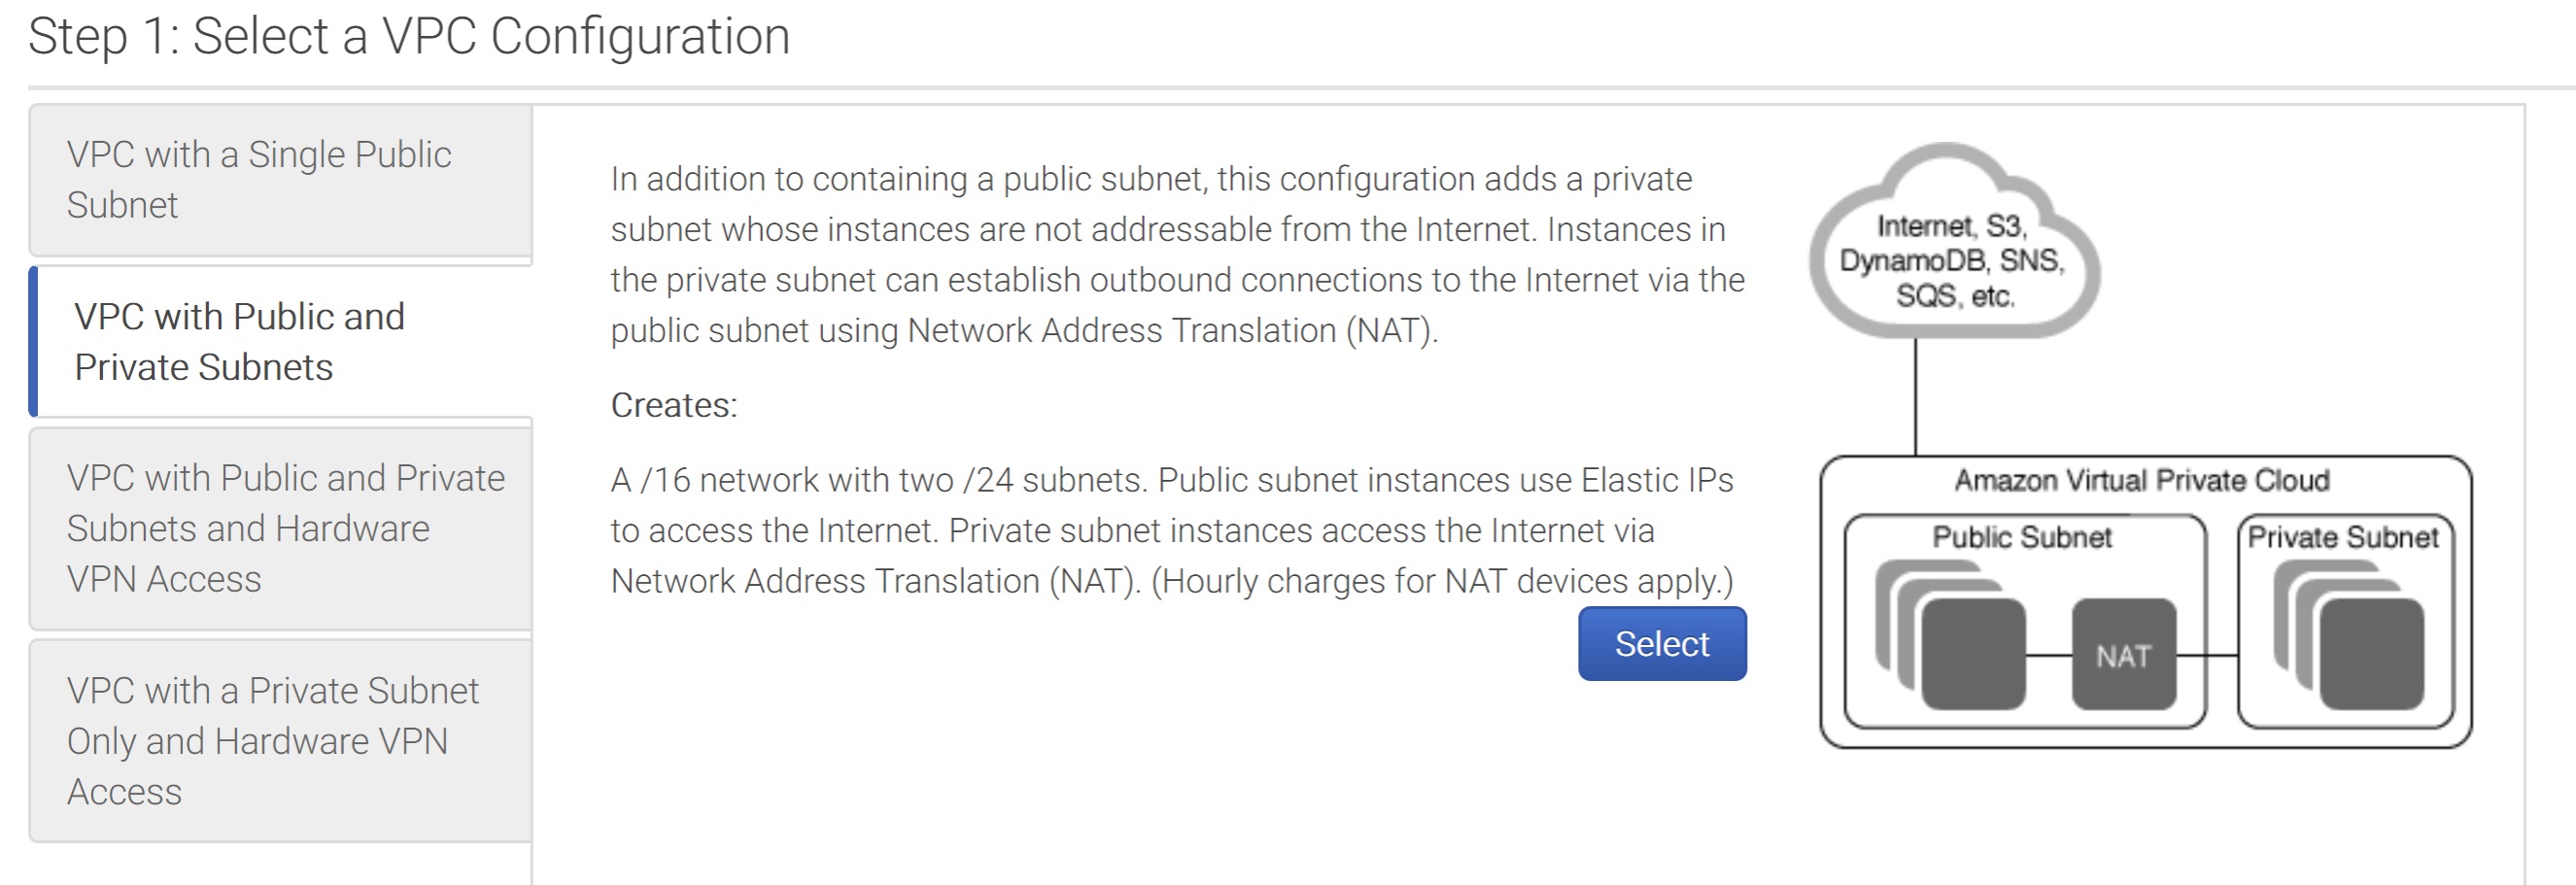 Step 1: Select a VPC Configuration
VPC with a Single Public
Subnet
VPC with Public and
Private Subnets
VPC with Public and Private
Subnets and Hardware
VPN Access
VPC with a Private Subnet
Only and Hardware VPN
Access
In addition to containing a public subnet, this configuration adds a private
subnet whose instances are not addressable from the Internet. Instances in
the private subnet can establish outbound connections to the Internet via the
public subnet using Network Address Translation (NAT).
Creates:
A /16 network with two /24 subnets. Public subnet instances use Elastic IPs
to access the Internet. Private subnet instances access the Internet via
Network Address Translation (NAT). (Hourly charges for NAT devices apply.)
Select
Internet, S3,
DynamoDB, SNS,
SQS, etc.
Amazon Virtual Private Cloud
Public Subnet
Private Subnet
NAT